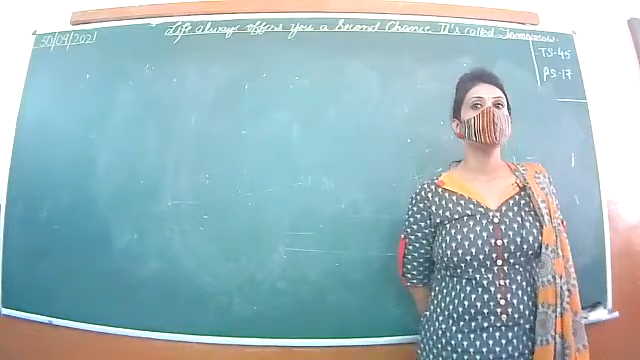 30/09/2021
Life always offers you a Second Chance It's called Tomorrow.
TS-45
PS-17